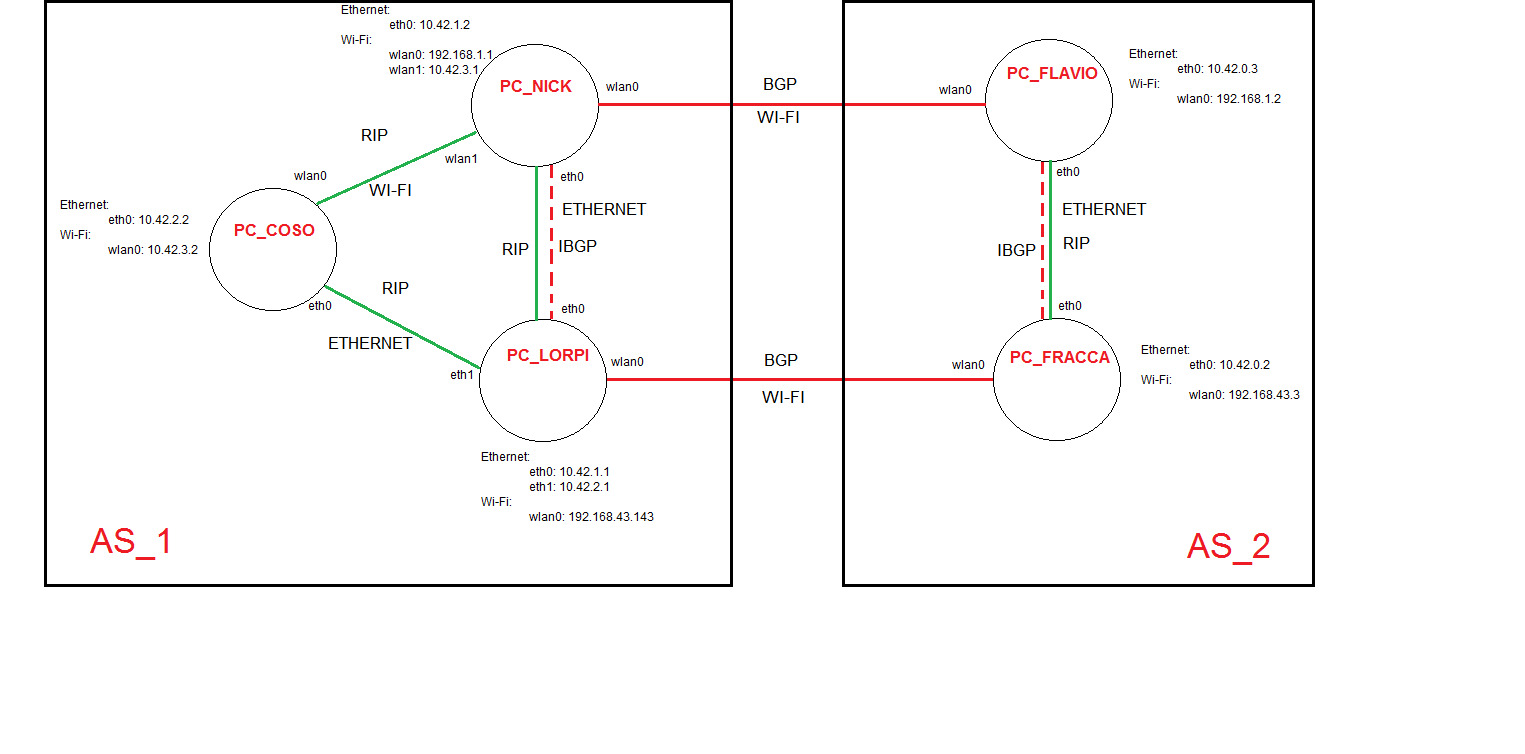 Ethernet:
eth0: 10.42.1.2
Wi-Fi:
wlan0: 192.168.1.1
wlan1: 10.42.3.1
PC_NICK
wlan0
BGP
WI-FI
wlan0
PC_FLAVIO
Ethernet:
eth0: 10.42.0.3
Wi-Fi:
wlan0: 192.168.1.2
RIP
wlan1
wlan0
WI-FI
eth0
ETHERNET
RIP
IBGP
eth0
eth0
ETHERNET
IBGP
RIP
eth0
Ethernet:
eth0: 10.42.2.2
Wi-Fi:
wlan0: 10.42.3.2
PC_COSO
eth0
RIP
ETHERNET
eth1
PC_LORPI
wlan0
BGP
WI-FI
wlan0
PC_FRACCA
Ethernet:
eth0: 10.42.0.2
Wi-Fi:
wlan0: 192.168.43.3
Ethernet:
eth0: 10.42.1.1
eth1: 10.42.2.1
Wi-Fi:
wlan0: 192.168.43.143
AS_1
AS_2